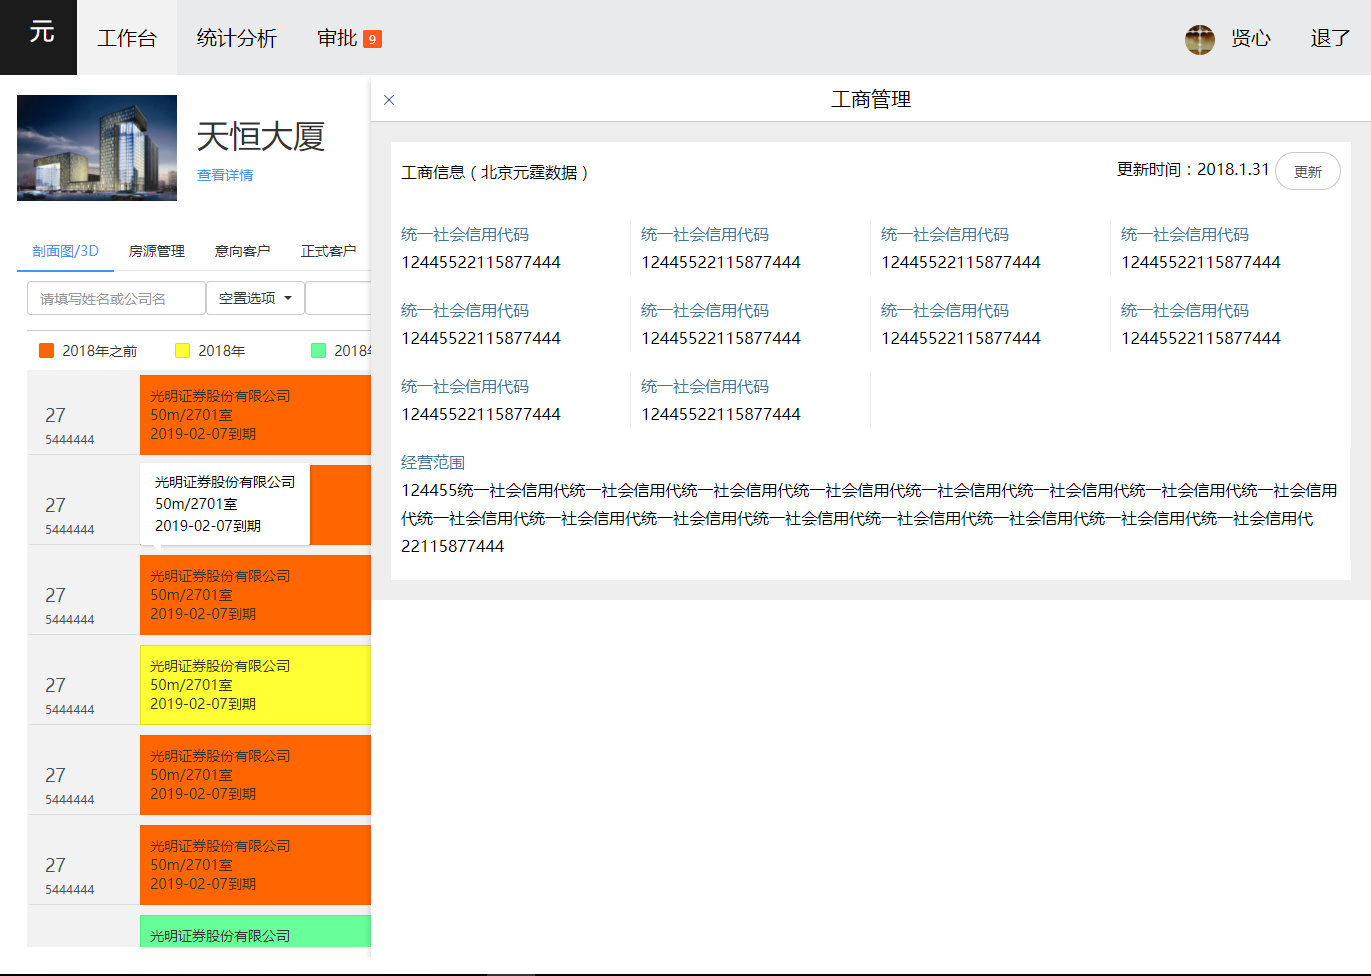 元
工作台
统计分析
审批 9
贤心
退了
天恒大厦
查看详情
剖面图/3D
房源管理
意向客户
正式客户
请填写姓名或公司名
空置选项
2018年之前
2018年
2018年
27
5444444
光明证券股份有限公司
50m/2701室
2019-02-07到期
27
5444444
光明证券股份有限公司
50m/2701室
2019-02-07到期
27
5444444
光明证券股份有限公司
50m/2701室
2019-02-07到期
27
5444444
光明证券股份有限公司
50m/2701室
2019-02-07到期
27
5444444
光明证券股份有限公司
50m/2701室
2019-02-07到期
27
5444444
光明证券股份有限公司
50m/2701室
2019-02-07到期
光明证券股份有限公司
工商管理
工商信息（北京元霆数据）
更新时间：2018.1.31
更新
统一社会信用代码
12445522115877444
统一社会信用代码
12445522115877444
统一社会信用代码
12445522115877444
统一社会信用代码
12445522115877444
统一社会信用代码
12445522115877444
统一社会信用代码
12445522115877444
统一社会信用代码
12445522115877444
统一社会信用代码
12445522115877444
统一社会信用代码
12445522115877444
统一社会信用代码
12445522115877444
经营范围
124455统一社会信用代统一社会信用代统一社会信用代统一社会信用代统一社会信用代统一社会信用代统一社会信用代统一社会信用
代统一社会信用代统一社会信用代统一社会信用代统一社会信用代统一社会信用代统一社会信用代统一社会信用代统一社会信用代
22115877444